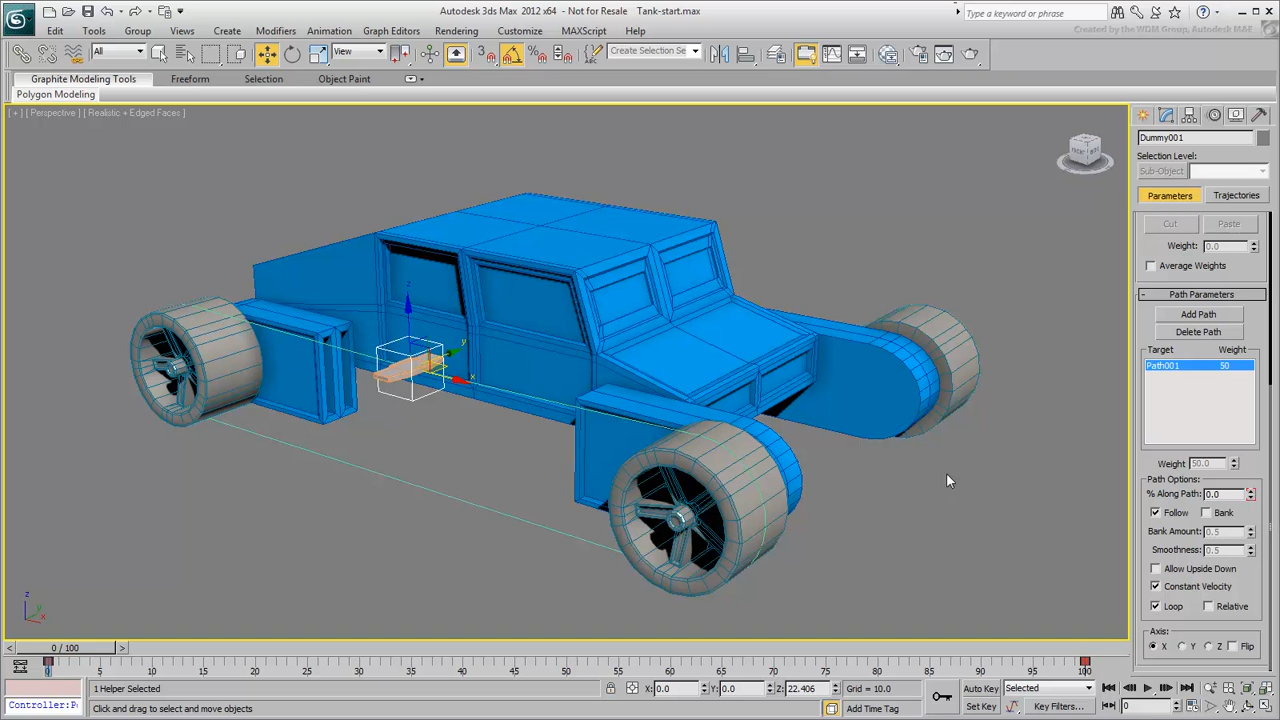 Autodesk 3ds Max 2012 x64 - Not for Resale Tank-start.max
Type a keyword or phrase
Created by the WDM Group, Autodesk M&E
Edit Tools Group Views Create Modifiers Animation Graph Editors Rendering Customize MAXScript Help
All View 3 Create Selection Se
Graphite Modeling Tools Freeform Selection Object Paint
Polygon Modeling
[ + ] [ Perspective ] [ Realistic + Edged Faces ]
Dummy001
Selection Level:
Sub-Object
Parameters Trajectories
Cut Paste
Weight: 0.0
Average Weights
- Path Parameters
Add Path
Delete Path
Target Weight
Path001 50
Weight 50.0
Path Options:
% Along Path: 0.0
Follow Bank
Bank Amount: 0.5
Smoothness: 0.5
Allow Upside Down
Constant Velocity
Loop Relative
Axis:
X Y Z Flip
z
y
x
z
y
x
< 0 / 100 >
0 5 10 15 20 25 30 35 40 45 50 55 60 65 70 75 80 85 90 95 100
1 Helper Selected X: 0.0 Y: 0.0 Z: 22.406 Grid = 10.0 Auto Key Selected
Controller:Po Click and drag to select and move objects Add Time Tag Set Key Key Filters... 0